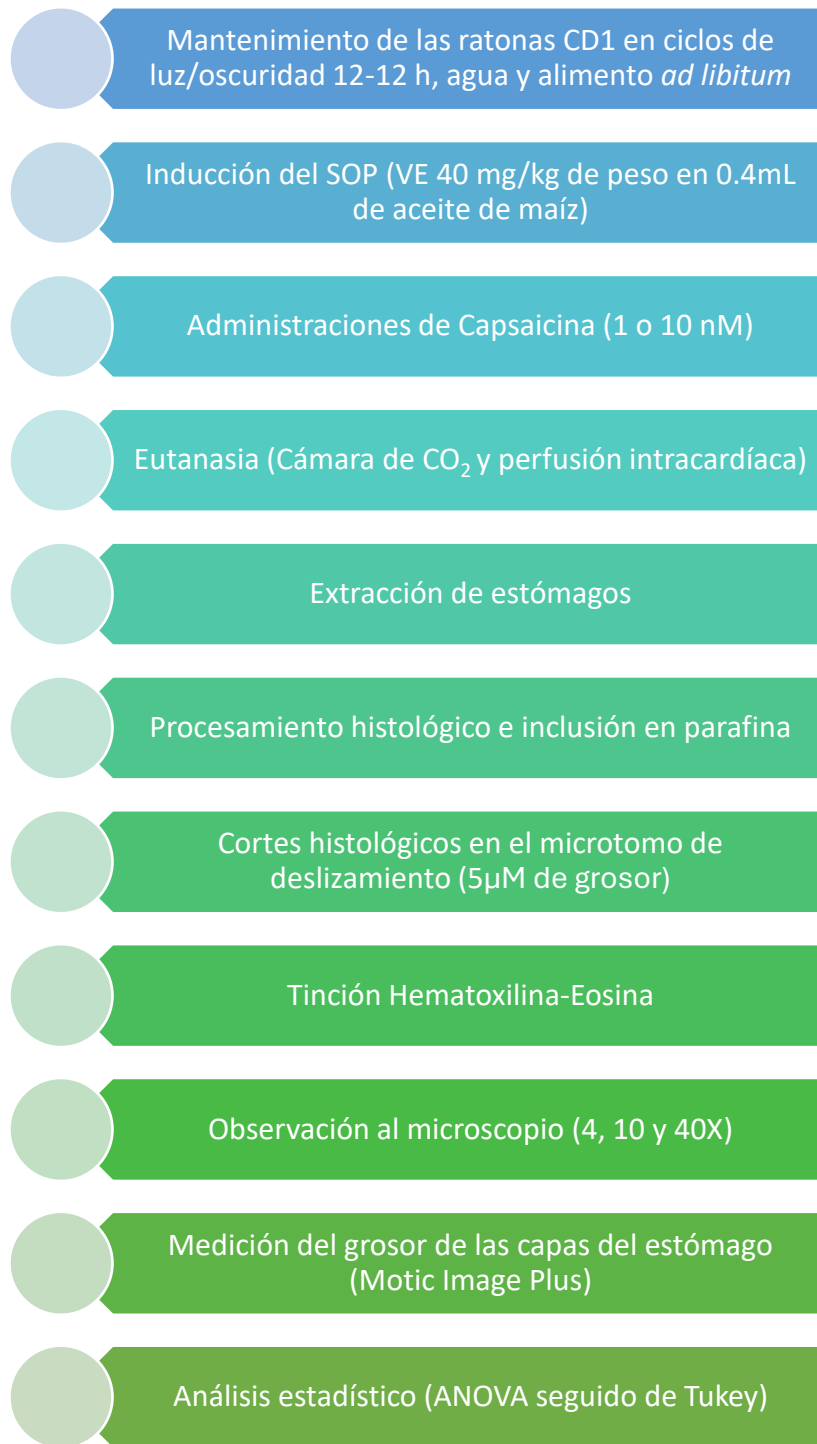 Mantenimiento de las ratonas CD1 en ciclos de
luz/oscuridad 12-12 h, agua y alimento ad libitum
Inducción del SOP (VE 40 mg/kg de peso en 0.4mL
de aceite de maíz)
Administraciones de Capsaicina (1 o 10 nM)
Eutanasia (Cámara de CO₂ y perfusión intracardíaca)
Extracción de estómagos
Procesamiento histológico e inclusión en parafina
Cortes histológicos en el microtomo de
deslizamiento (5µM de grosor)
Tinción Hematoxilina-Eosina
Observación al microscopio (4, 10 y 40X)
Medición del grosor de las capas del estómago
(Motic Image Plus)
Análisis estadístico (ANOVA seguido de Tukey)